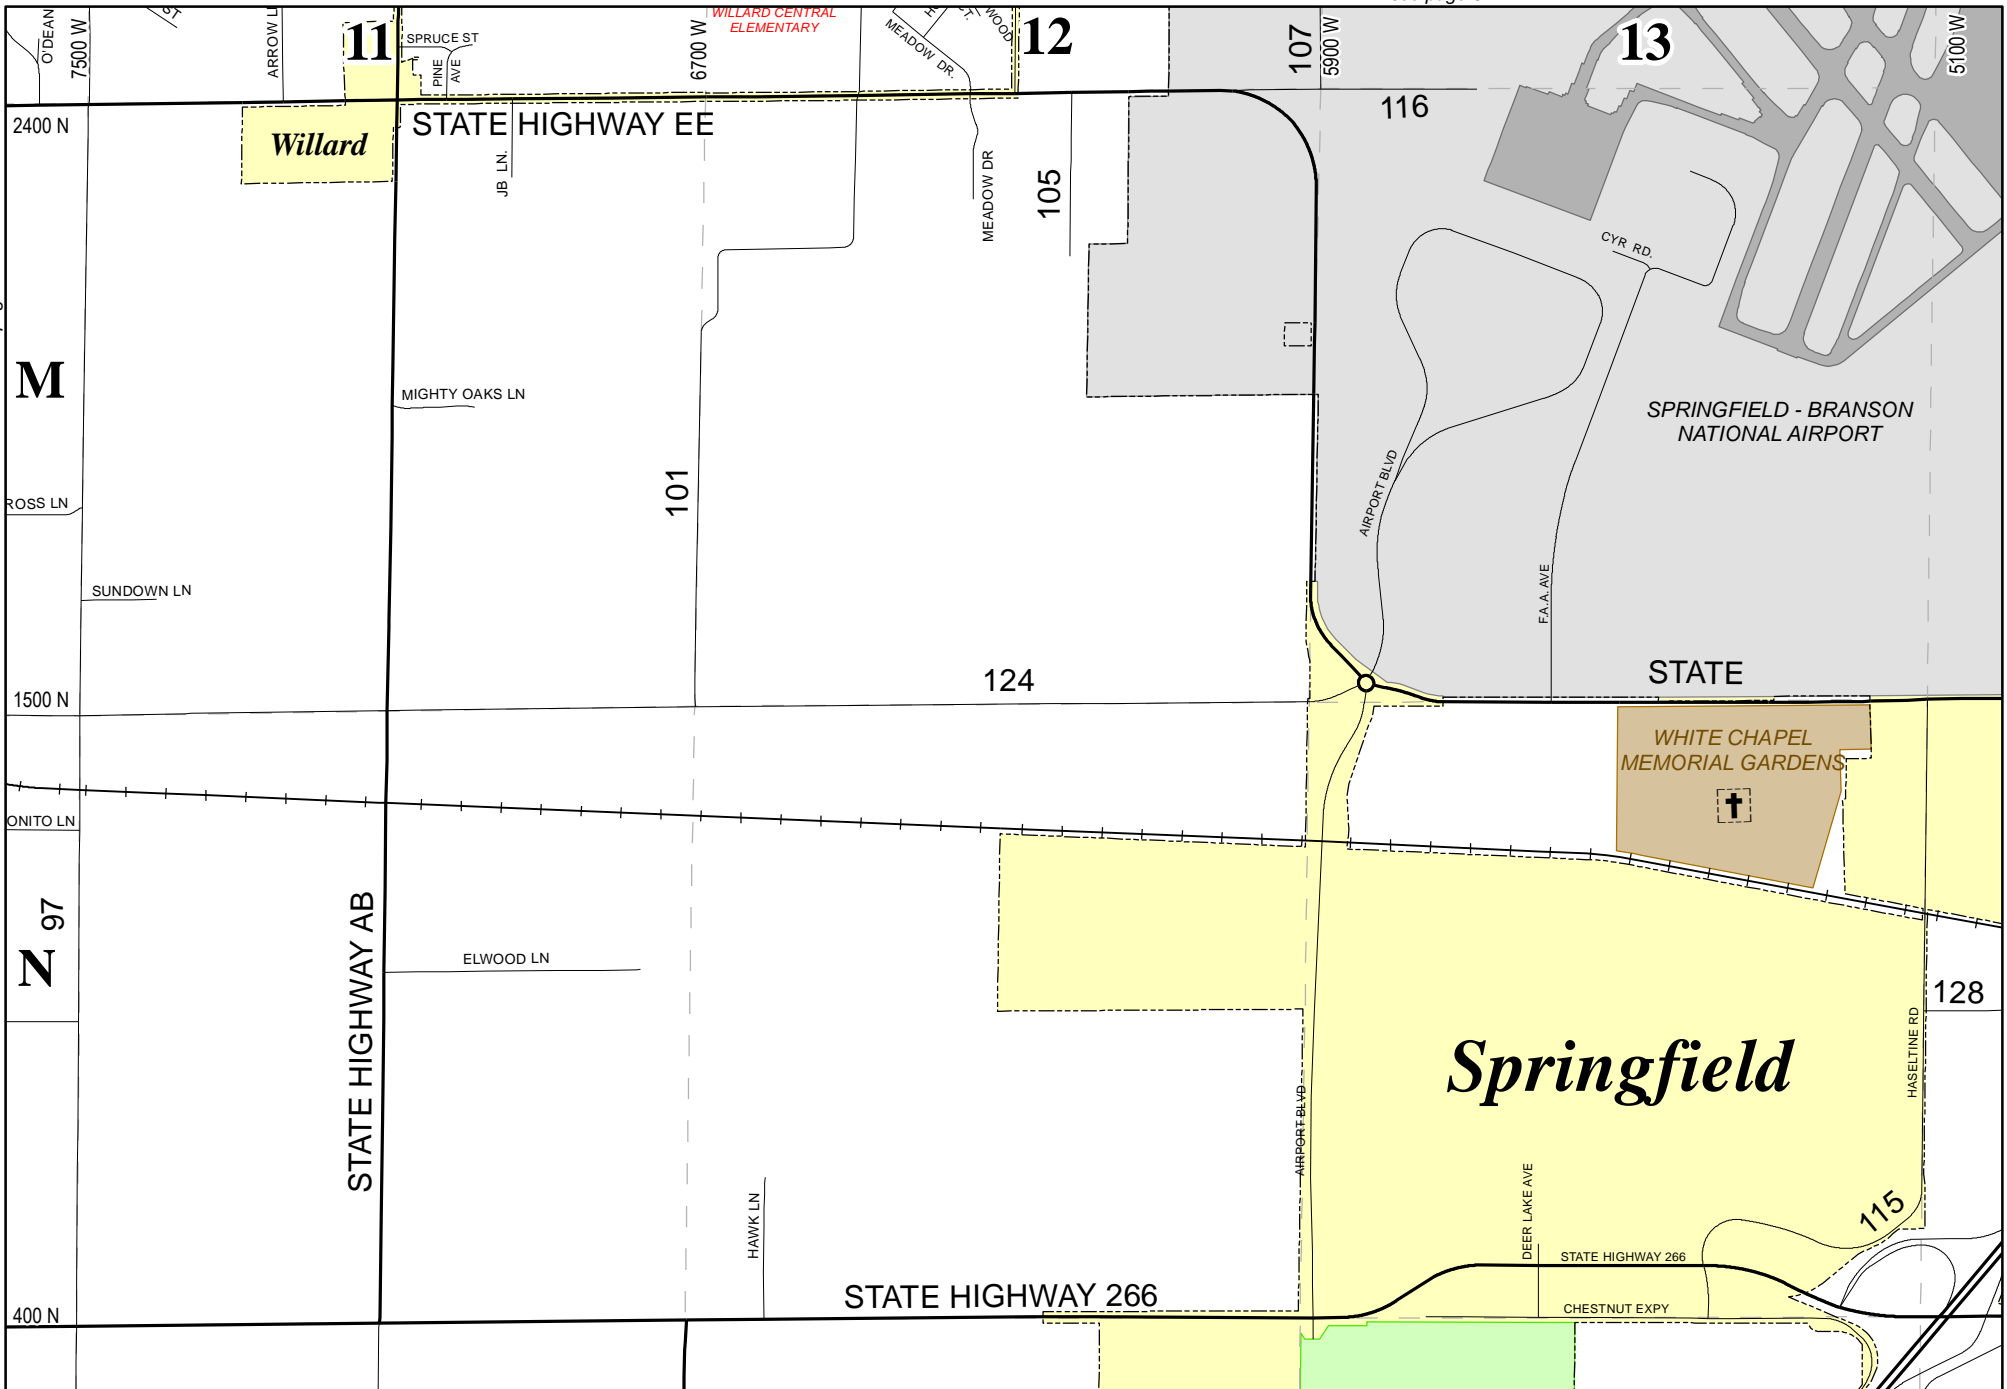 O'DEAN
7500 W
ST
ARROW L
11
SPRUCE ST
PINE
AVE
6700 W
WILLARD CENTRAL
ELEMENTARY
MEADOW DR.
CT.
WOOD
12
107
5900 W
13
5100 W
2400 N
Willard
STATE HIGHWAY EE
JB LN.
MEADOW DR
105
116
CYR RD.
M
MIGHTY OAKS LN
SPRINGFIELD - BRANSON
NATIONAL AIRPORT
101
AIRPORT BLVD
ROSS LN
SUNDOWN LN
F.A.A. AVE
1500 N
124
STATE
WHITE CHAPEL
MEMORIAL GARDENS
ONITO LN
97
STATE HIGHWAY AB
N
ELWOOD LN
128
HASELTINE RD
Springfield
AIRPORT BLVD
HAWK LN
DEER LAKE AVE
115
STATE HIGHWAY 266
STATE HIGHWAY 266
CHESTNUT EXPY
400 N